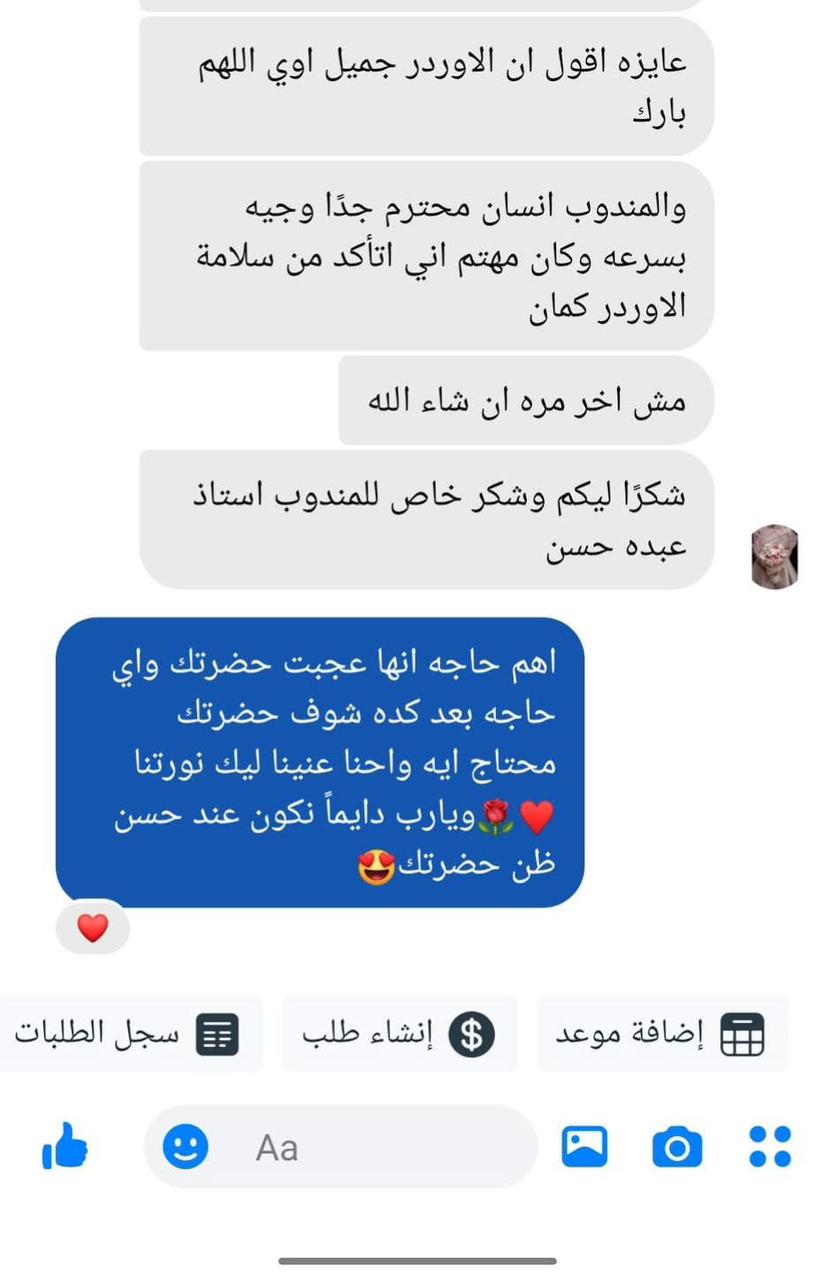 عايزه اقول ان الاوردر جميل اوي اللهم
بارك
والمندوب انسان محترم جدًا وجيه
بسرعه وكان مهتم اني اتأكد من سلامة
الاوردر كمان
مش اخر مره ان شاء الله
شكرًا ليكم وشكر خاص للمندوب استاذ
عبده حسن
اهم حاجه انها عجبت حضرتك واي
حاجه بعد كده شوف حضرتك
محتاج ايه واحنا عنينا ليك نورتنا
❤️🌹ويارب دايماً نكون عند حسن
ظن حضرتك😍
❤️
إضافة موعد
إنشاء طلب
سجل الطلبات
Aa